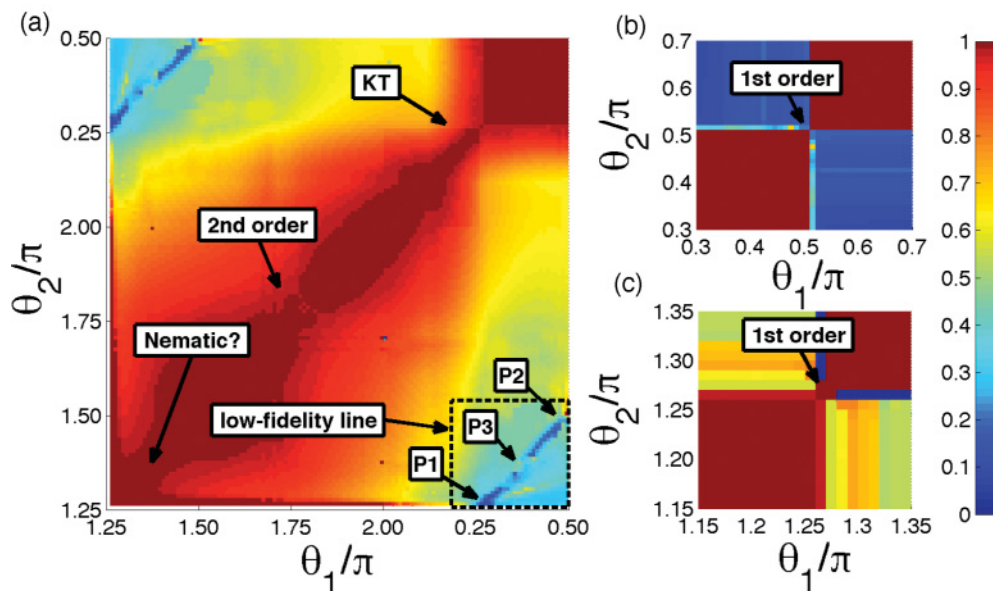 (a)
0.50
0.25
2.00
1.75
1.50
1.25
θ2/π
1.25
1.50
1.75
2.00
0.25
0.50
θ1/π
KT
2nd order
Nematic?
low-fidelity line
P1
P3
P2
(b)
0.7
0.6
0.5
0.4
0.3
θ2/π
1st order
0.3
0.4
0.5
0.6
0.7
θ1/π
(c)
1.35
1.30
1.25
1.20
1.15
θ2/π
1st order
1.15
1.2
1.25
1.3
1.35
θ1/π
1
0.9
0.8
0.7
0.6
0.5
0.4
0.3
0.2
0.1
0